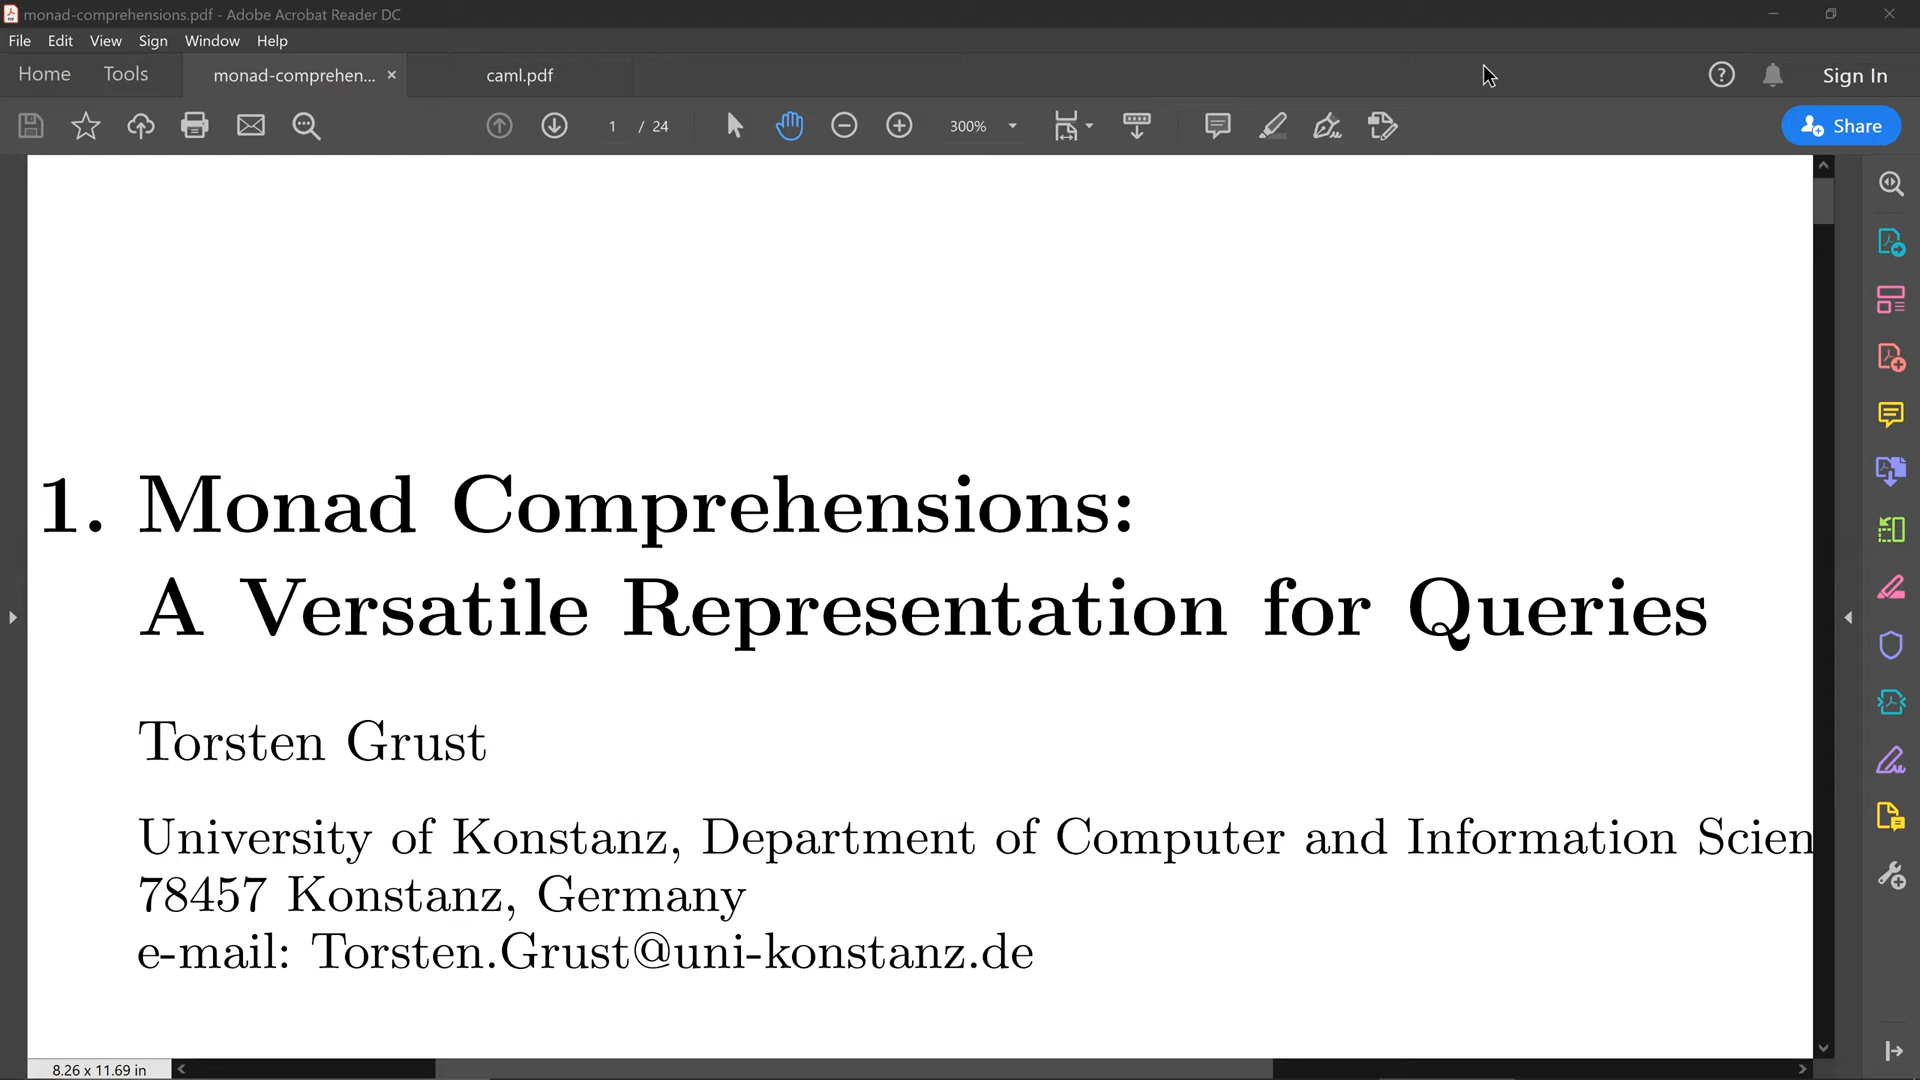 monad-comprehensions.pdf - Adobe Acrobat Reader DC
File Edit View Sign Window Help
Home Tools monad-comprehen... × caml.pdf Sign In
1 / 24 300% Share
1. Monad Comprehensions:
A Versatile Representation for Queries
Torsten Grust
University of Konstanz, Department of Computer and Information Scien
78457 Konstanz, Germany
e-mail: Torsten.Grust@uni-konstanz.de
8.26 x 11.69 in